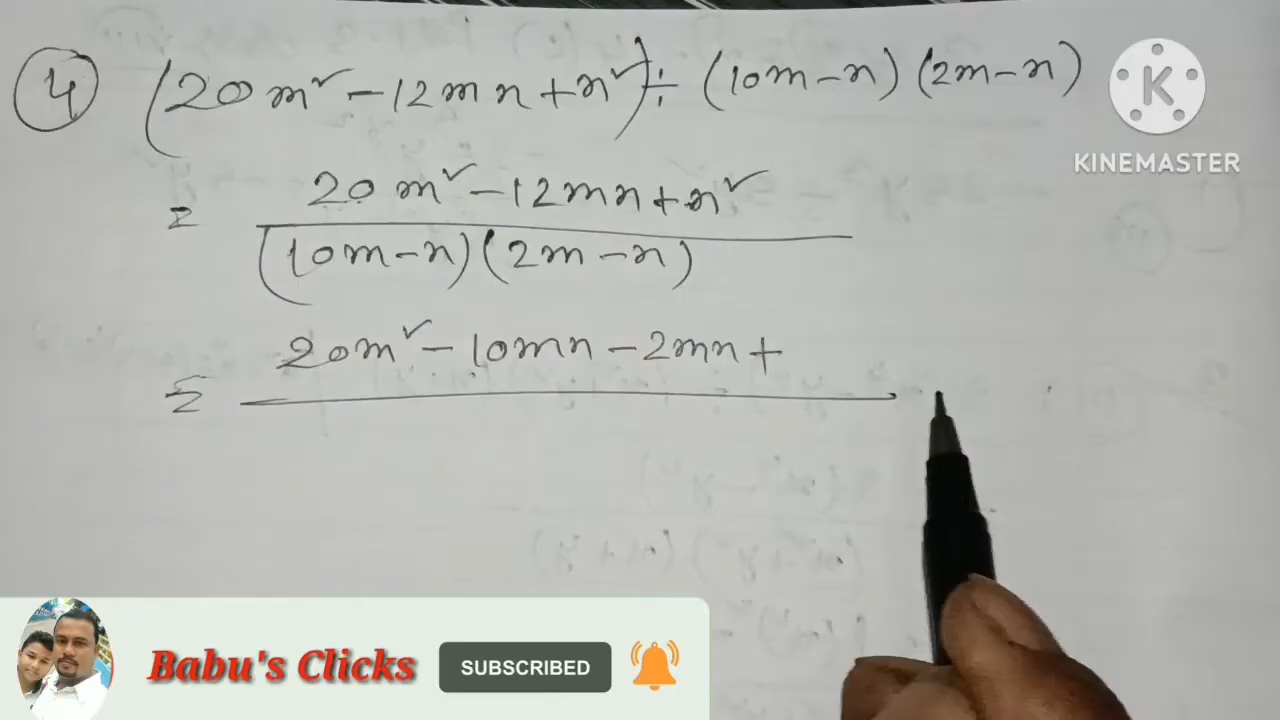 ④ (20m² - 12mn + n²) ÷ (10m - n) (2m - n)
KINEMASTER
= 20m² - 12mn + n²
(10m - n) (2m - n)
= 20m² - 10mn - 2mn +
Babu's Clicks SUBSCRIBED